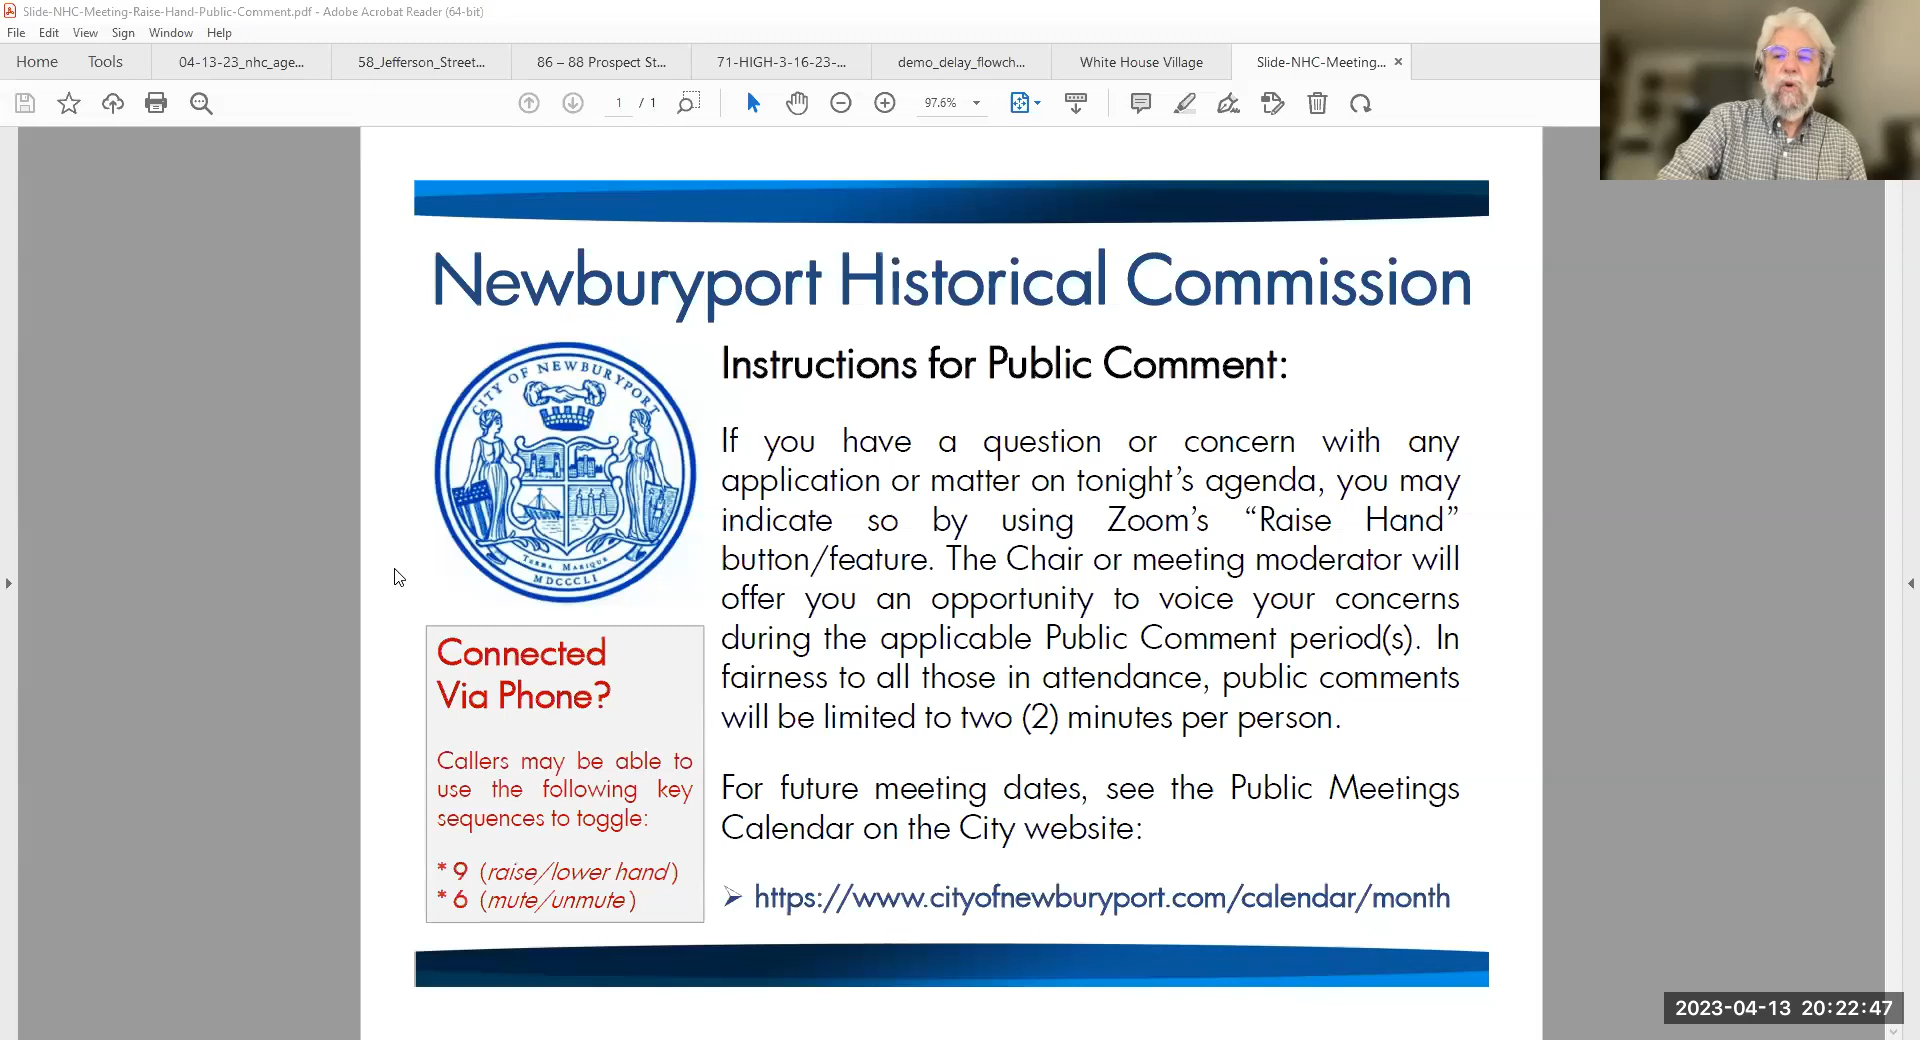 Slide-NHC-Meeting-Raise-Hand-Public-Comment.pdf - Adobe Acrobat Reader (64-bit)
File Edit View Sign Window Help
Home Tools 04-13-23_nhc_age... 58_Jefferson_Street... 86 – 88 Prospect St... 71-HIGH-3-16-23-... demo_delay_flowch... White House Village Slide-NHC-Meeting... ×
1 / 1 97.6%
Newburyport Historical Commission
CITY OF NEWBURYPORT
TERRA MARIQUE
MDCCCLI
Instructions for Public Comment:
If you have a question or concern with any
application or matter on tonight’s agenda, you may
indicate so by using Zoom’s “Raise Hand”
button/feature. The Chair or meeting moderator will
offer you an opportunity to voice your concerns
during the applicable Public Comment period(s). In
fairness to all those in attendance, public comments
will be limited to two (2) minutes per person.
For future meeting dates, see the Public Meetings
Calendar on the City website:
➢ https://www.cityofnewburyport.com/calendar/month
Connected
Via Phone?
Callers may be able to
use the following key
sequences to toggle:
* 9 (raise/lower hand)
* 6 (mute/unmute)
2023-04-13 20:22:47